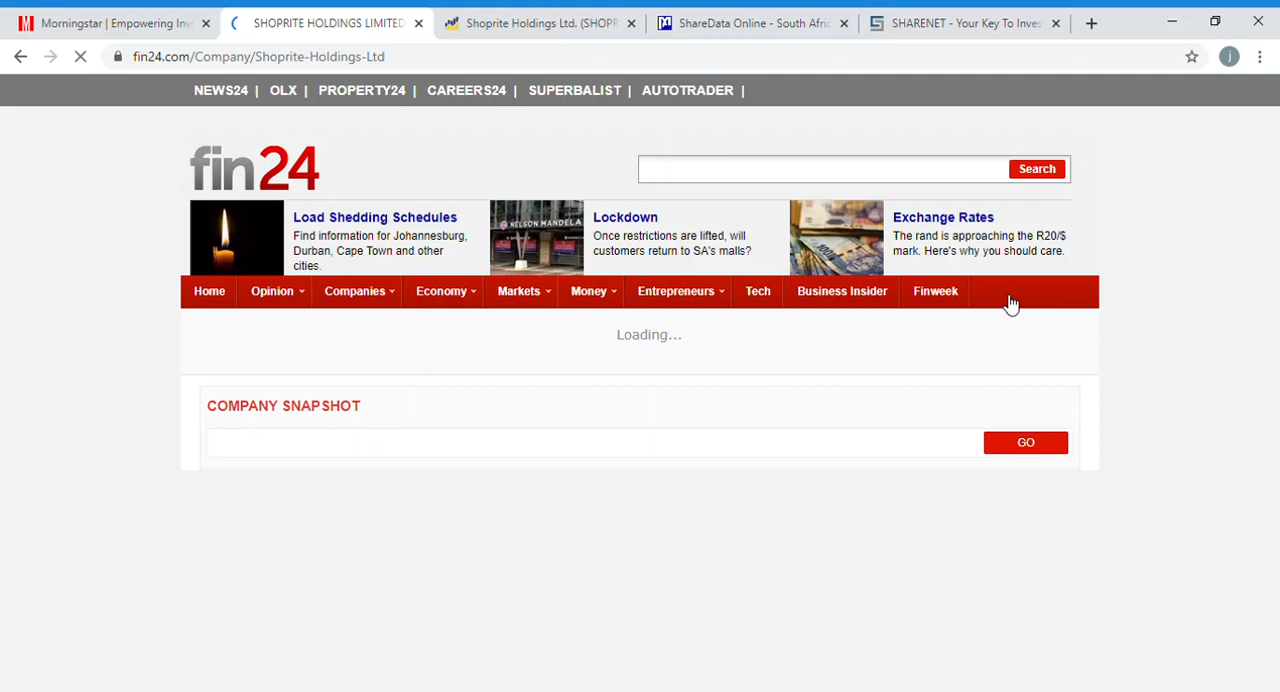 Morningstar | Empowering Inv
SHOPRITE HOLDINGS LIMITED
Shoprite Holdings Ltd. (SHOPR
ShareData Online - South Afric
SHARENET - Your Key To Inves
fin24.com/Company/Shoprite-Holdings-Ltd
j
NEWS24 | OLX | PROPERTY24 | CAREERS24 | SUPERBALIST | AUTOTRADER |
fin24
Search
Load Shedding Schedules
Find information for Johannesburg,
Durban, Cape Town and other
cities.
NELSON MANDELA
Lockdown
Once restrictions are lifted, will
customers return to SA's malls?
Exchange Rates
The rand is approaching the R20/$
mark. Here's why you should care.
Home Opinion Companies Economy Markets Money Entrepreneurs Tech Business Insider Finweek
Loading...
COMPANY SNAPSHOT
GO